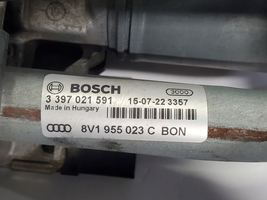 BOSCH
3 397 021 591 // 15-07-22 3357
Made in Hungary
8V1 955 023 C BON